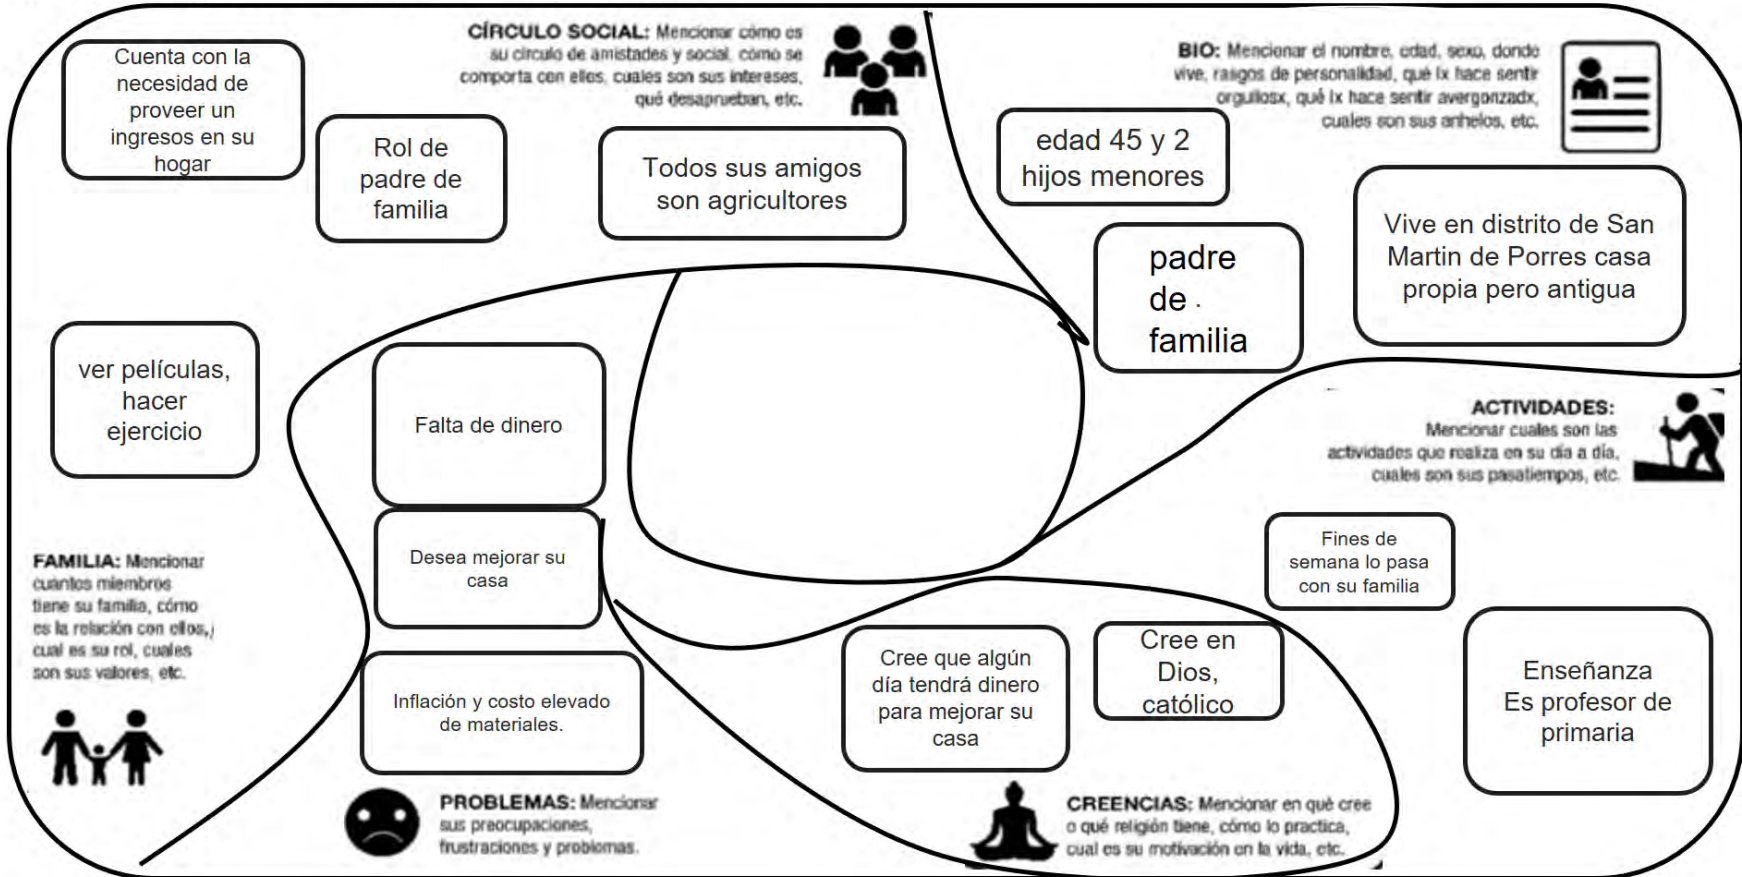 Cuenta con la
necesidad de
proveer un
ingresos en su
hogar
Rol de
padre de
familia
CÍRCULO SOCIAL: Mencionar cómo es
su círculo de amistades y social, cómo se
comporta con ellos, cuales son sus intereses,
qué desaprueban, etc.
Todos sus amigos
son agricultores
BIO: Mencionar el nombre, edad, sexo, donde
vive, rasgos de personalidad, qué lx hace sentir
orgullosx, qué lx hace sentir avergonzadx,
cuales son sus anhelos, etc.
edad 45 y 2
hijos menores
padre
de .
familia
Vive en distrito de San
Martin de Porres casa
propia pero antigua
ver películas,
hacer
ejercicio
FAMILIA: Mencionar
cuantos miembros
tiene su familia, cómo
es la relación con ellos,
cual es su rol, cuales
son sus valores, etc.
Falta de dinero
Desea mejorar su
casa
Inflación y costo elevado
de materiales.
PROBLEMAS: Mencionar
sus preocupaciones,
frustraciones y problemas.
ACTIVIDADES:
Mencionar cuales son las
actividades que realiza en su día a día,
cuales son sus pasatiempos, etc.
Fines de
semana lo pasa
con su familia
Enseñanza
Es profesor de
primaria
Cree que algún
día tendrá dinero
para mejorar su
casa
Cree en
Dios,
católico
CREENCIAS: Mencionar en qué cree
o qué religión tiene, cómo lo practica,
cual es su motivación en la vida, etc.